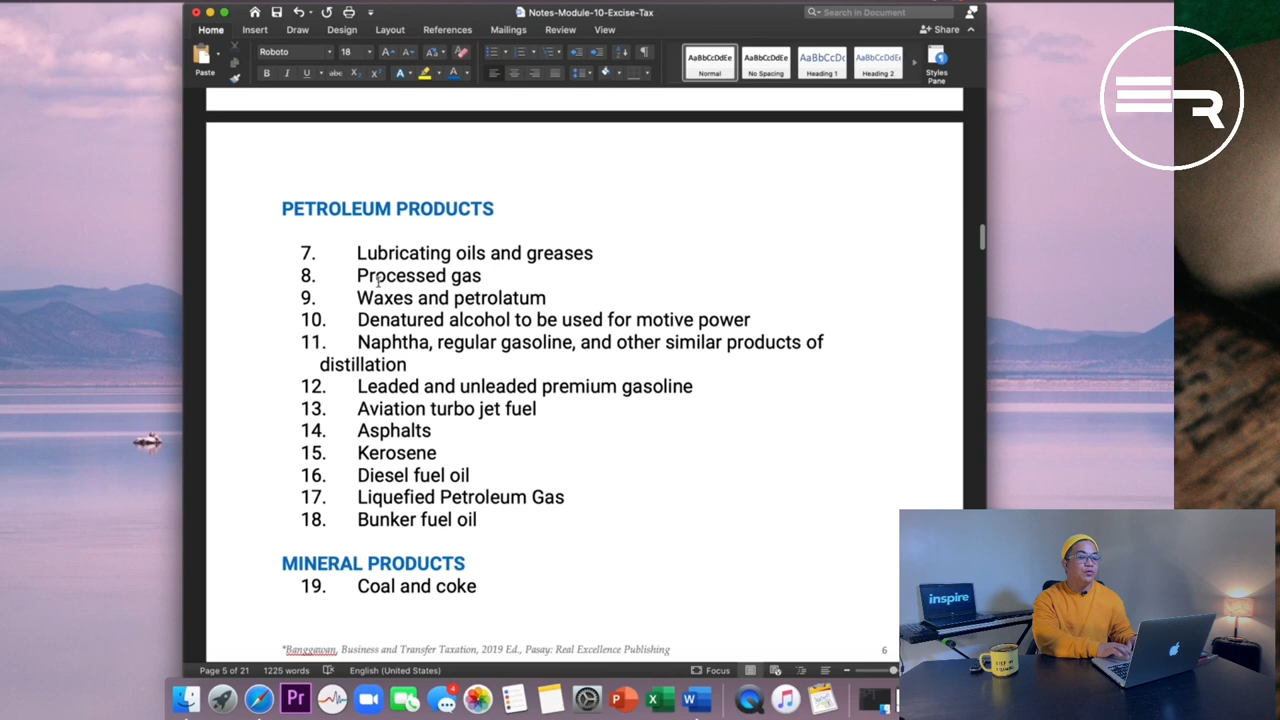 Notes-Module-10-Excise-Tax
Search in Document
Home Insert Draw Design Layout References Mailings Review View
Share
Paste
Roboto 18
AaBbCcDdEe AaBbCcDdEe AaBbCcDc AaBbCcDdEe
Normal No Spacing Heading 1 Heading 2
Styles Pane
PETROLEUM PRODUCTS
7. Lubricating oils and greases
8. Processed gas
9. Waxes and petrolatum
10. Denatured alcohol to be used for motive power
11. Naphtha, regular gasoline, and other similar products of
distillation
12. Leaded and unleaded premium gasoline
13. Aviation turbo jet fuel
14. Asphalts
15. Kerosene
16. Diesel fuel oil
17. Liquefied Petroleum Gas
18. Bunker fuel oil
MINERAL PRODUCTS
19. Coal and coke
*Banggawan, Business and Transfer Taxation, 2019 Ed., Pasay: Real Excellence Publishing
6
Page 5 of 21 1225 words English (United States) Focus
inspire